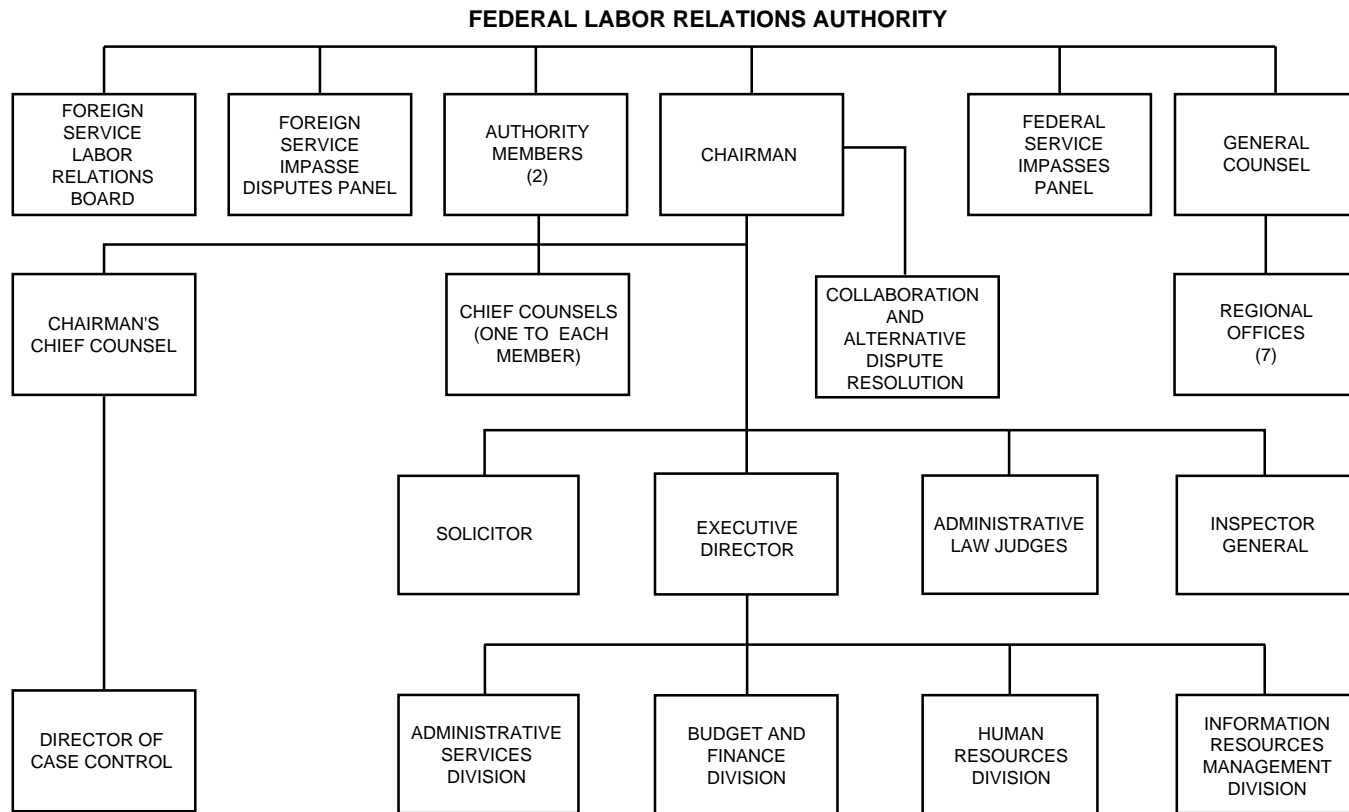 FEDERAL LABOR RELATIONS AUTHORITY
FOREIGN
SERVICE
LABOR
RELATIONS
BOARD
FOREIGN
SERVICE
IMPASSE
DISPUTES PANEL
AUTHORITY
MEMBERS
(2)
CHAIRMAN
FEDERAL
SERVICE
IMPASSES
PANEL
GENERAL
COUNSEL
CHAIRMAN'S
CHIEF COUNSEL
CHIEF COUNSELS
(ONE TO EACH
MEMBER)
COLLABORATION
AND
ALTERNATIVE
DISPUTE
RESOLUTION
REGIONAL
OFFICES
(7)
SOLICITOR
EXECUTIVE
DIRECTOR
ADMINISTRATIVE
LAW JUDGES
INSPECTOR
GENERAL
DIRECTOR OF
CASE CONTROL
ADMINISTRATIVE
SERVICES
DIVISION
BUDGET AND
FINANCE
DIVISION
HUMAN
RESOURCES
DIVISION
INFORMATION
RESOURCES
MANAGEMENT
DIVISION